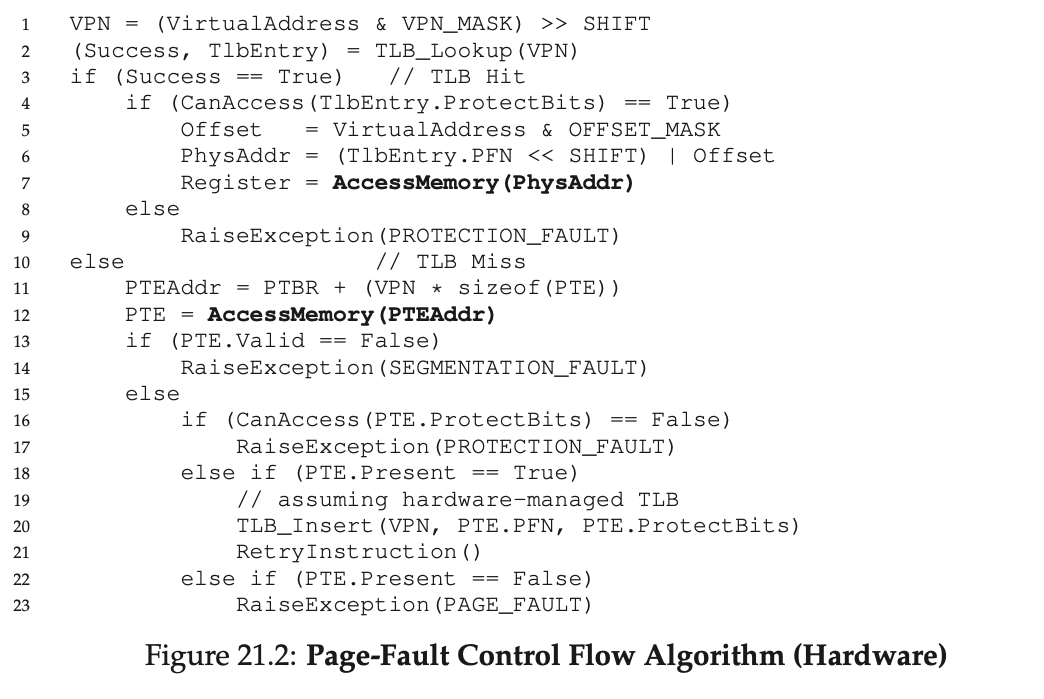 1 VPN = (VirtualAddress & VPN_MASK) >> SHIFT
2 (Success, TlbEntry) = TLB_Lookup(VPN)
3 if (Success == True) // TLB Hit
4 if (CanAccess(TlbEntry.ProtectBits) == True)
5 Offset = VirtualAddress & OFFSET_MASK
6 PhysAddr = (TlbEntry.PFN << SHIFT) | Offset
7 Register = AccessMemory(PhysAddr)
8 else
9 RaiseException(PROTECTION_FAULT)
10 else // TLB Miss
11 PTEAddr = PTBR + (VPN * sizeof(PTE))
12 PTE = AccessMemory(PTEAddr)
13 if (PTE.Valid == False)
14 RaiseException(SEGMENTATION_FAULT)
15 else
16 if (CanAccess(PTE.ProtectBits) == False)
17 RaiseException(PROTECTION_FAULT)
18 else if (PTE.Present == True)
19 // assuming hardware-managed TLB
20 TLB_Insert(VPN, PTE.PFN, PTE.ProtectBits)
21 RetryInstruction()
22 else if (PTE.Present == False)
23 RaiseException(PAGE_FAULT)
Figure 21.2: Page-Fault Control Flow Algorithm (Hardware)